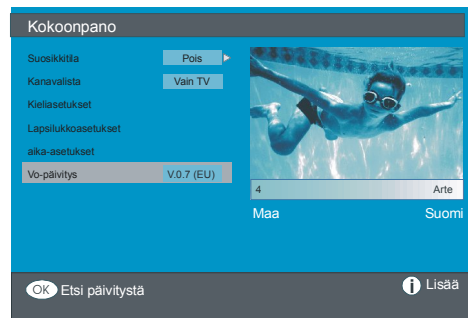 Kokoonpano
Suosikkitila Pois
Kanavalista Vain TV
Kieliasetukset
Lapsilukkoasetukset
aika-asetukset
Vo-päivitys V.0.7 (EU)
4 Arte
Maa Suomi
OK Etsi päivitystä
i Lisää